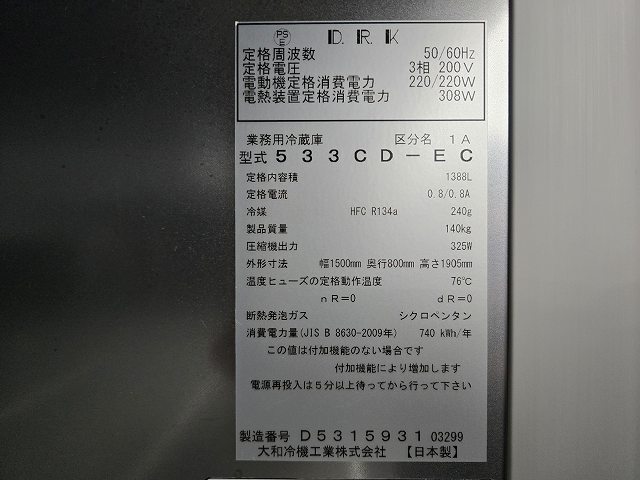 PS
E
D.R.K
定格周波数 50/60Hz
定格電圧 3相 200V
電動機定格消費電力 220/220W
電熱装置定格消費電力 308W
業務用冷蔵庫 区分名 1A
型式 533CD-EC
定格内容積 1388L
定格電流 0.8/0.8A
冷媒 HFC R134a 240g
製品質量 140kg
圧縮機出力 325W
外形寸法 幅1500mm 奥行800mm 高さ1905mm
温度ヒューズの定格動作温度 76℃
nR=0 dR=0
断熱発泡ガス シクロペンタン
消費電力量(JIS B 8630-2009年) 740 kWh/年
この値は付加機能のない場合です
付加機能により増加します
電源再投入は5分以上待ってから行って下さい
製造番号 D5315931 03299
大和冷機工業株式会社 【日本製】